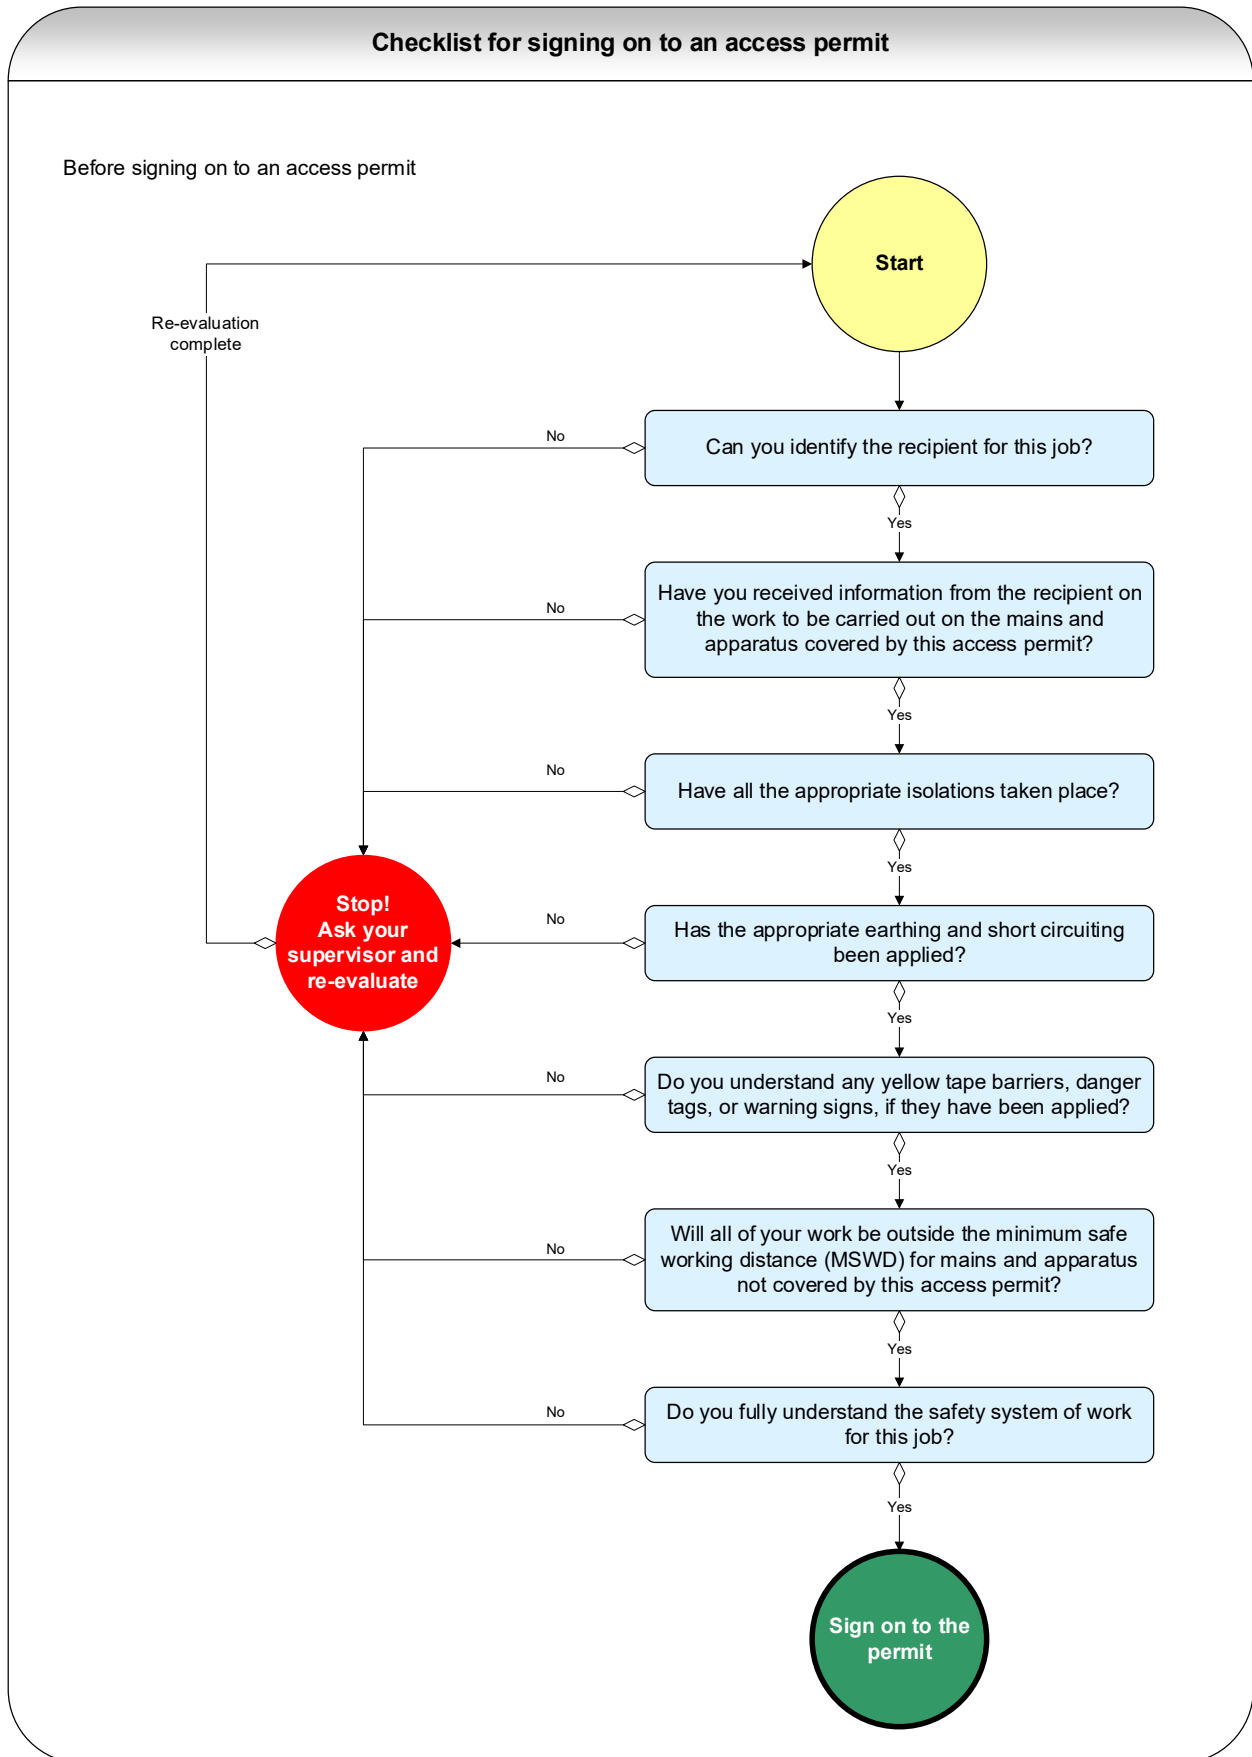 Checklist for signing on to an access permit
Before signing on to an access permit
Start
Re-evaluation
complete
No
Can you identify the recipient for this job?
Yes
No
Have you received information from the recipient on
the work to be carried out on the mains and
apparatus covered by this access permit?
Yes
No
Have all the appropriate isolations taken place?
Yes
Stop!
Ask your
supervisor and
re-evaluate
No
Has the appropriate earthing and short circuiting
been applied?
Yes
No
Do you understand any yellow tape barriers, danger
tags, or warning signs, if they have been applied?
Yes
No
Will all of your work be outside the minimum safe
working distance (MSWD) for mains and apparatus
not covered by this access permit?
Yes
No
Do you fully understand the safety system of work
for this job?
Yes
Sign on to the
permit